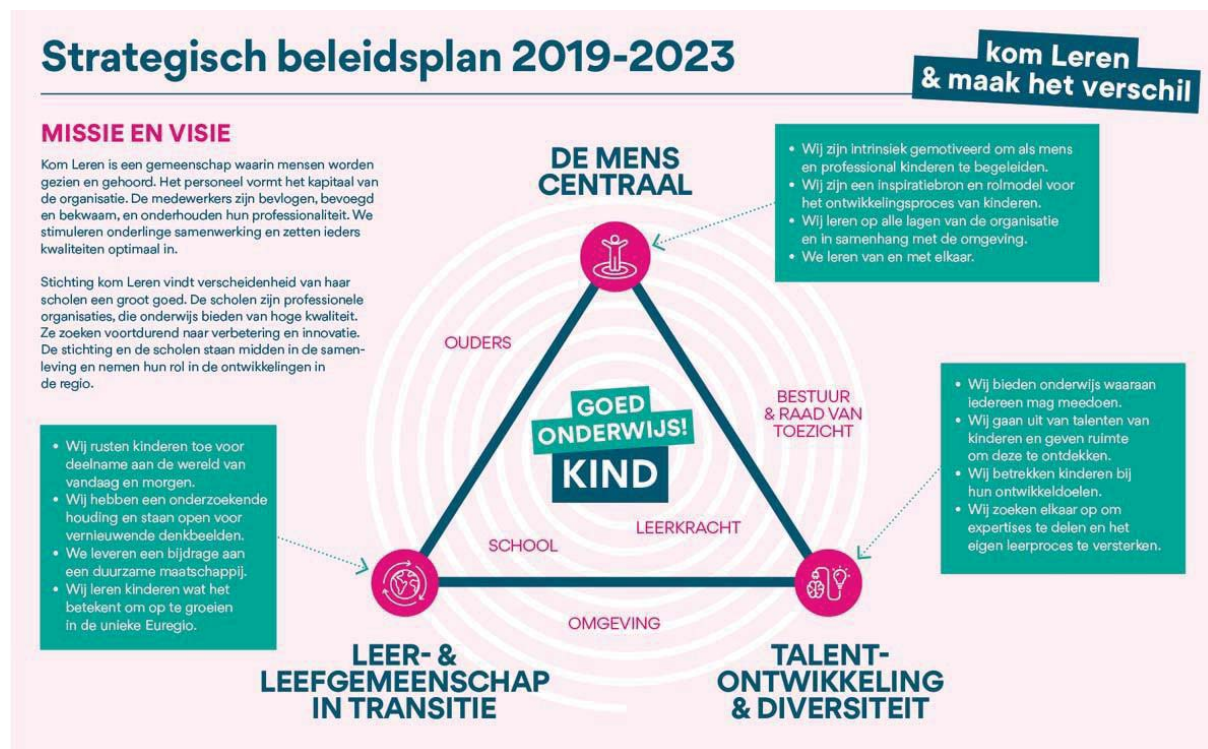 Strategisch beleidsplan 2019-2023
kom Leren
& maak het verschil
MISSIE EN VISIE
Kom Leren is een gemeenschap waarin mensen worden
gezien en gehoord. Het personeel vormt het kapitaal van
de organisatie. De medewerkers zijn bevlogen, bevoegd
en bekwaam, en onderhouden hun professionaliteit. We
stimuleren onderlinge samenwerking en zetten ieders
kwaliteiten optimaal in.
Stichting kom Leren vindt verscheidenheid van haar
scholen een groot goed. De scholen zijn professionele
organisaties, die onderwijs bieden van hoge kwaliteit.
Ze zoeken voortdurend naar verbetering en innovatie.
De stichting en de scholen staan midden in de samen-
leving en nemen hun rol in de ontwikkelingen in
de regio.
DE MENS
CENTRAAL
• Wij zijn intrinsiek gemotiveerd om als mens
en professional kinderen te begeleiden.
• Wij zijn een inspiratiebron en rolmodel voor
het ontwikkelingsproces van kinderen.
• Wij leren op alle lagen van de organisatie
en in samenhang met de omgeving.
• We leren van en met elkaar.
OUDERS
BESTUUR
& RAAD VAN
TOEZICHT
GOED
ONDERWIJS!
KIND
LEERKRACHT
SCHOOL
OMGEVING
• Wij bieden onderwijs waaraan
iedereen mag meedoen.
• Wij gaan uit van talenten van
kinderen en geven ruimte
om deze te ontdekken.
• Wij betrekken kinderen bij
hun ontwikkeldoelen.
• Wij zoeken elkaar op om
expertises te delen en het
eigen leerproces te versterken.
• Wij rusten kinderen toe voor
deelname aan de wereld van
vandaag en morgen.
• Wij hebben een onderzoekende
houding en staan open voor
vernieuwende denkbeelden.
• We leveren een bijdrage aan
een duurzame maatschappij.
• Wij leren kinderen wat het
betekent om op te groeien
in de unieke Euregio.
LEER- &
LEEFGEMEENSCHAP
IN TRANSITIE
TALENT-
ONTWIKKELING
& DIVERSITEIT